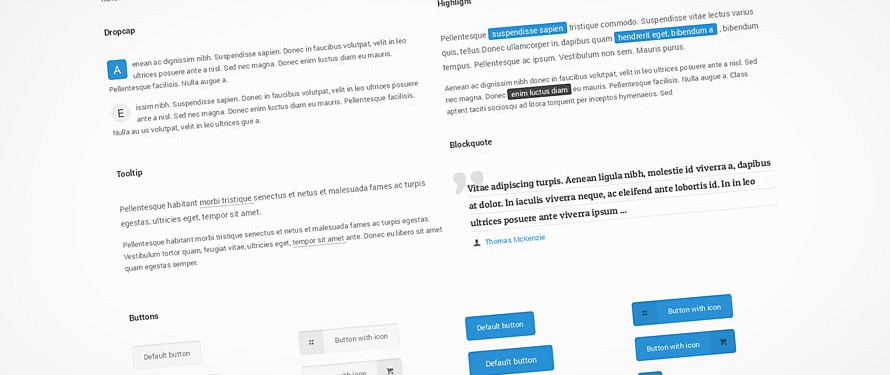 Highlight
Dropcap
A enean ac dignissim nibh. Suspendisse sapien. Donec in faucibus volutpat, velit in leo
ultrices posuere ante a nisl. Sed nec magna. Donec enim luctus diam eu mauris.
Pellentesque facilisis. Nulla augue a.
E issim nibh. Suspendisse sapien. Donec in faucibus volutpat, velit in leo ultrices posuere
ante a nisl. Sed nec magna. Donec enim luctus diam eu mauris. Pellentesque facilisis.
Nulla au us volutpat, velit in leo ultrices gue a.
Pellentesque suspendisse sapien tristique commodo. Suspendisse vitae lectus varius
quis, tellus Donec ullamcorper in, dapibus quam hendrerit eget, bibendum a , bibendum
tempus. Pellentesque ac ipsum. Vestibulum non sem. Mauris purus.
Aenean ac dignissim nibh donec in faucibus volutpat, velit in leo ultrices posuere ante a nisl. Sed
nec magna. Donec enim luctus diam eu mauris. Pellentesque facilisis. Nulla augue a. Class
aptent taciti sociosqu ad litora torquent per inceptos hymenaeos. Sed
Tooltip
Pellentesque habitant morbi tristique senectus et netus et malesuada fames ac turpis
egestas, ultricies eget, tempor sit amet.
Pellentesque habitant morbi tristique senectus et netus et malesuada fames ac turpis egestas.
Vestibulum tortor quam, feugiat vitae, ultricies eget, tempor sit amet ante. Donec eu libero sit amet
quam egestas semper.
Blockquote
Vitae adipiscing turpis. Aenean ligula nibh, molestie id viverra a, dapibus
at dolor. In iaculis viverra neque, ac eleifend ante lobortis id. In in leo
ultrices posuere ante viverra ipsum ...
Thomas McKenzie
Buttons
Default button
Button with icon
with icon
Default button
Default button
Button with icon
Button with icon